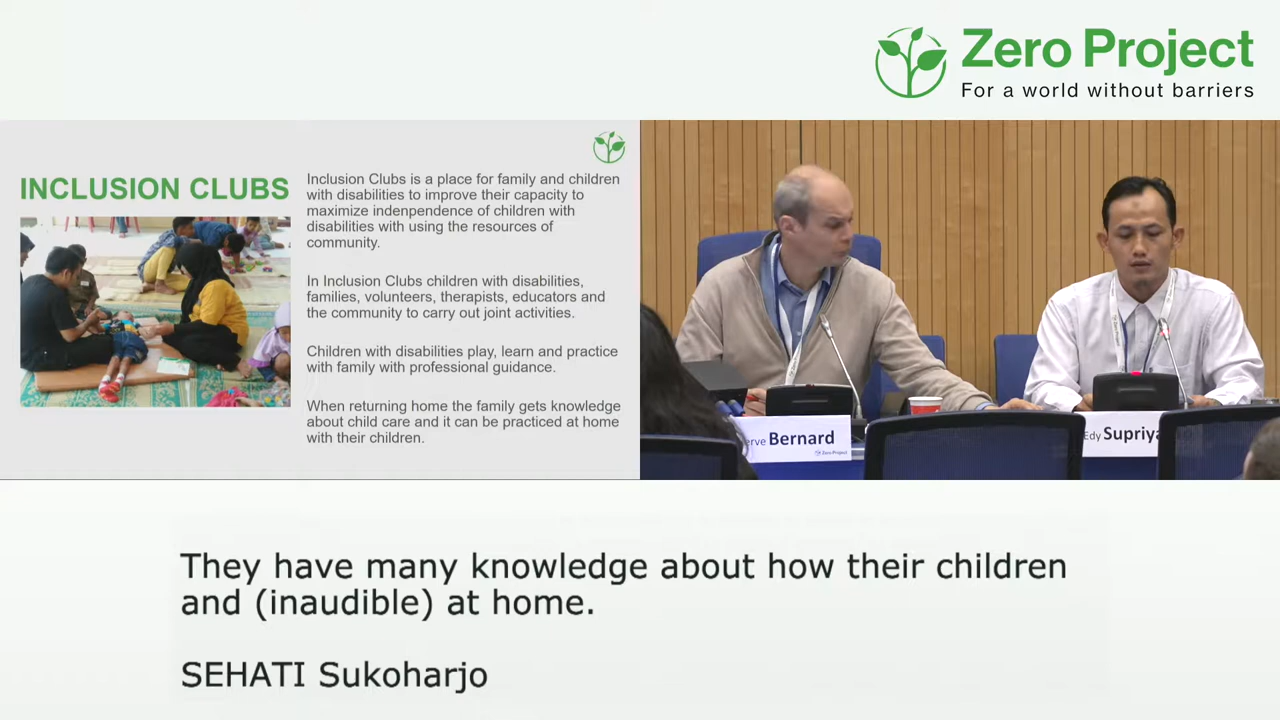 Zero Project
For a world without barriers
INCLUSION CLUBS
Inclusion Clubs is a place for family and children
with disabilities to improve their capacity to
maximize indenpendence of children with
disabilities with using the resources of
community.
In Inclusion Clubs children with disabilities,
families, volunteers, therapists, educators and
the community to carry out joint activities.
Children with disabilities play, learn and practice
with family with professional guidance.
When returning home the family gets knowledge
about child care and it can be practiced at home
with their children.
Bernard
Zero Project
Edy
They have many knowledge about how their children
and (inaudible) at home.
SEHATI Sukoharjo